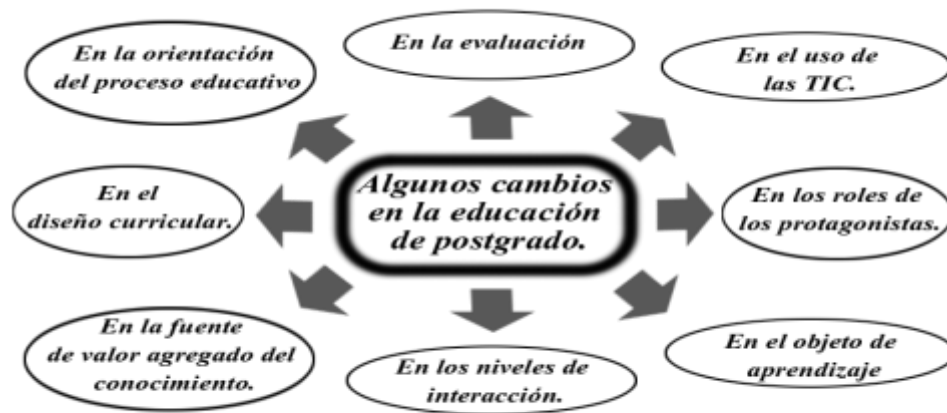 En la orientación
del proceso educativo
En la evaluación
En el uso de
las TIC.
En el
diseño curricular.
Algunos cambios
en la educación
de postgrado.
En los roles de
los protagonistas.
En la fuente
de valor agregado del
conocimiento.
En los niveles de
interacción.
En el objeto de
aprendizaje